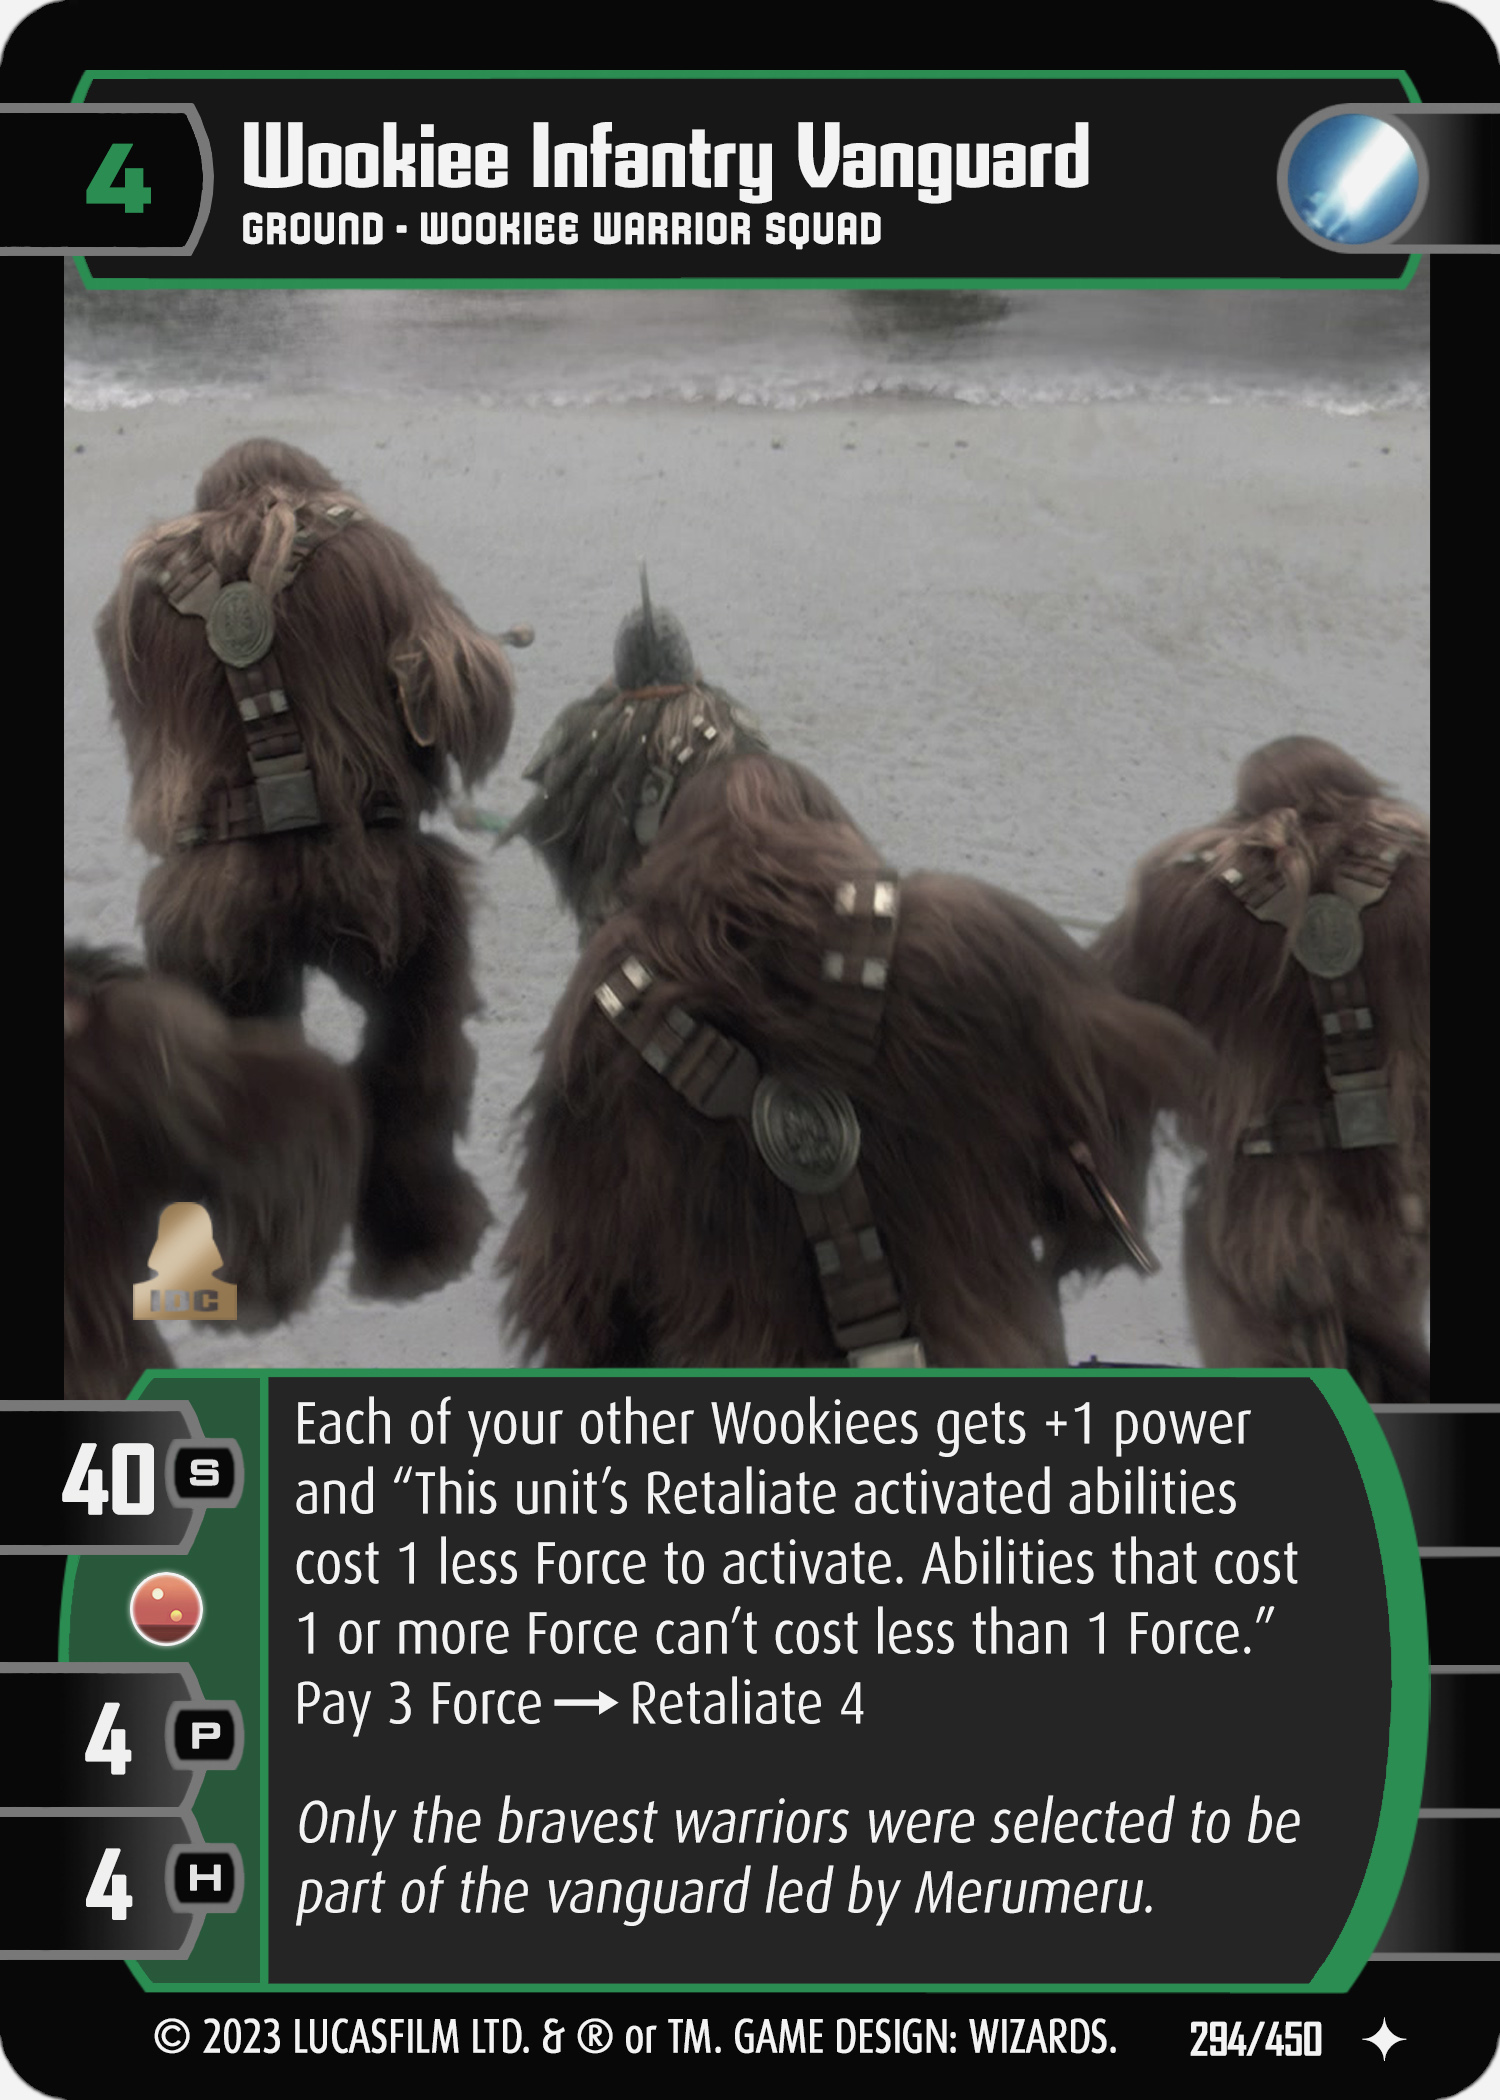 4
Wookiee Infantry Vanguard
GROUND - WOOKIEE WARRIOR SQUAD
IDC
40 S
4 P
4 H
Each of your other Wookiees gets +1 power
and “This unit’s Retaliate activated abilities
cost 1 less Force to activate. Abilities that cost
1 or more Force can’t cost less than 1 Force.”
Pay 3 Force → Retaliate 4
Only the bravest warriors were selected to be
part of the vanguard led by Merumeru.
© 2023 LUCASFILM LTD. & ® or TM. GAME DESIGN: WIZARDS.
294/450